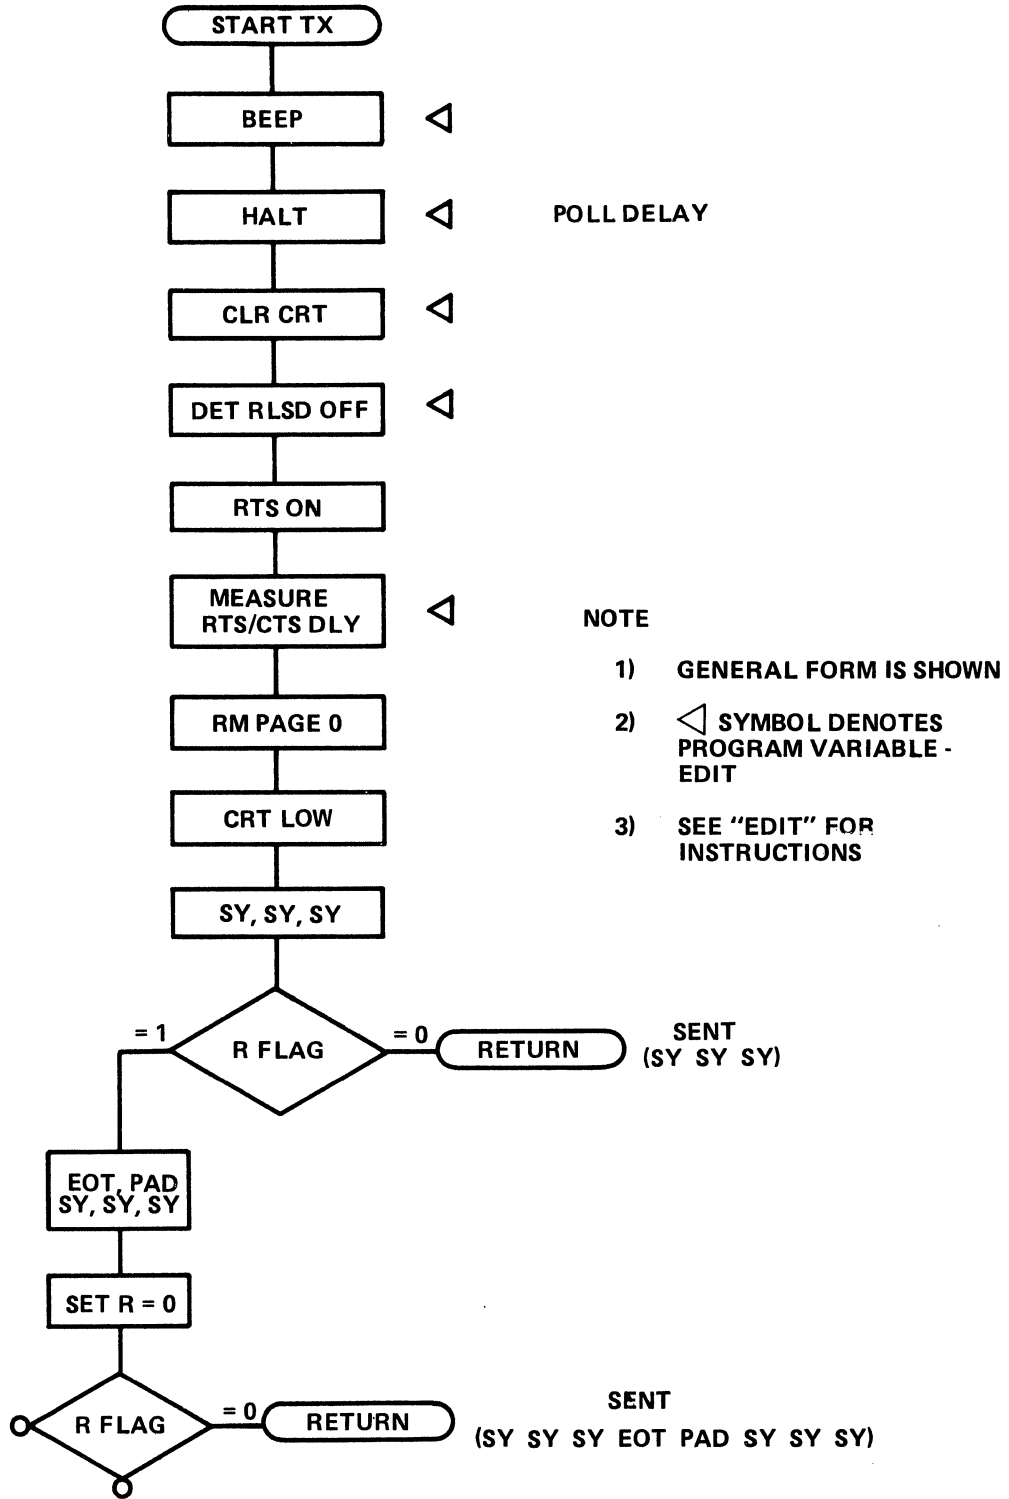 START TX
BEEP
HALT
POLL DELAY
CLR CRT
DET RLSD OFF
RTS ON
MEASURE
RTS/CTS DLY
NOTE
1) GENERAL FORM IS SHOWN
RM PAGE 0
2) SYMBOL DENOTES
PROGRAM VARIABLE -
EDIT
CRT LOW
3) SEE "EDIT" FOR
INSTRUCTIONS
SY, SY, SY
= 1
R FLAG
= 0
RETURN
SENT
(SY SY SY)
EOT, PAD
SY, SY, SY
SET R = 0
R FLAG
= 0
RETURN
SENT
(SY SY SY EOT PAD SY SY SY)